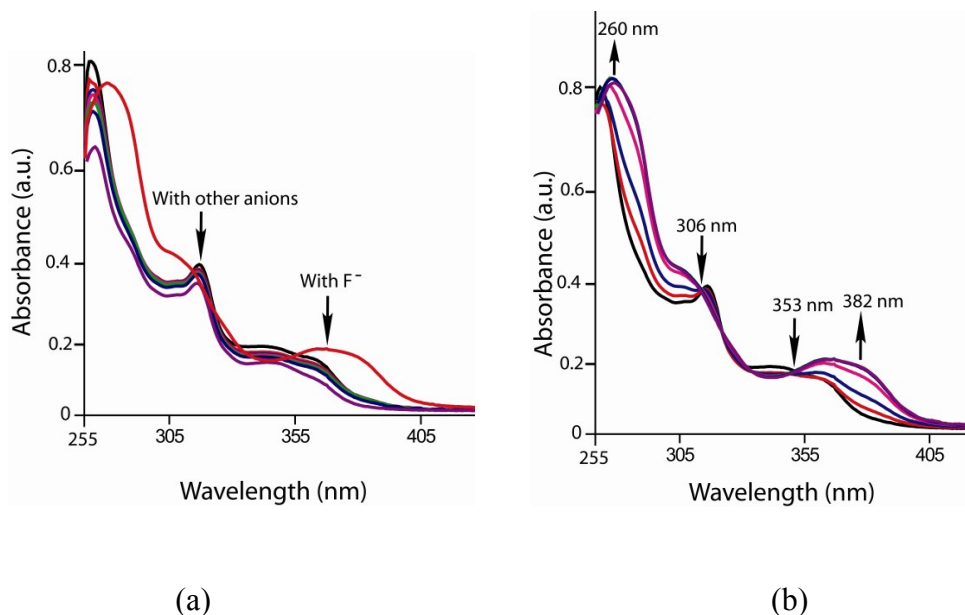 0.8
0.6
0.4
0.2
0
255
305
355
405
Absorbance (a.u.)
Wavelength (nm)
With other anions
With F⁻
(a)
260 nm
306 nm
353 nm
382 nm
0.8
0.6
0.4
0.2
0
255
305
355
405
Absorbance (a.u.)
Wavelength (nm)
(b)